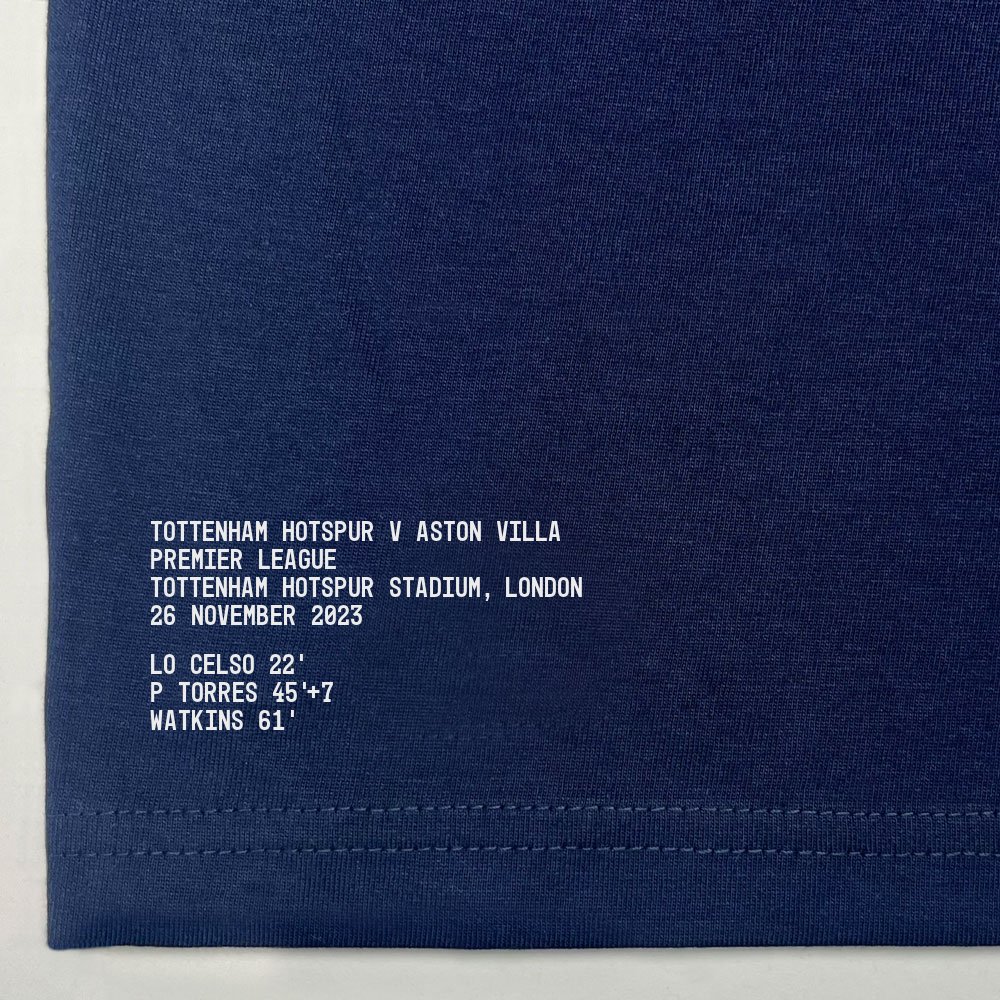 TOTTENHAM HOTSPUR V ASTON VILLA
PREMIER LEAGUE
TOTTENHAM HOTSPUR STADIUM, LONDON
26 NOVEMBER 2023
LO CELSO 22'
P TORRES 45'+7
WATKINS 61'